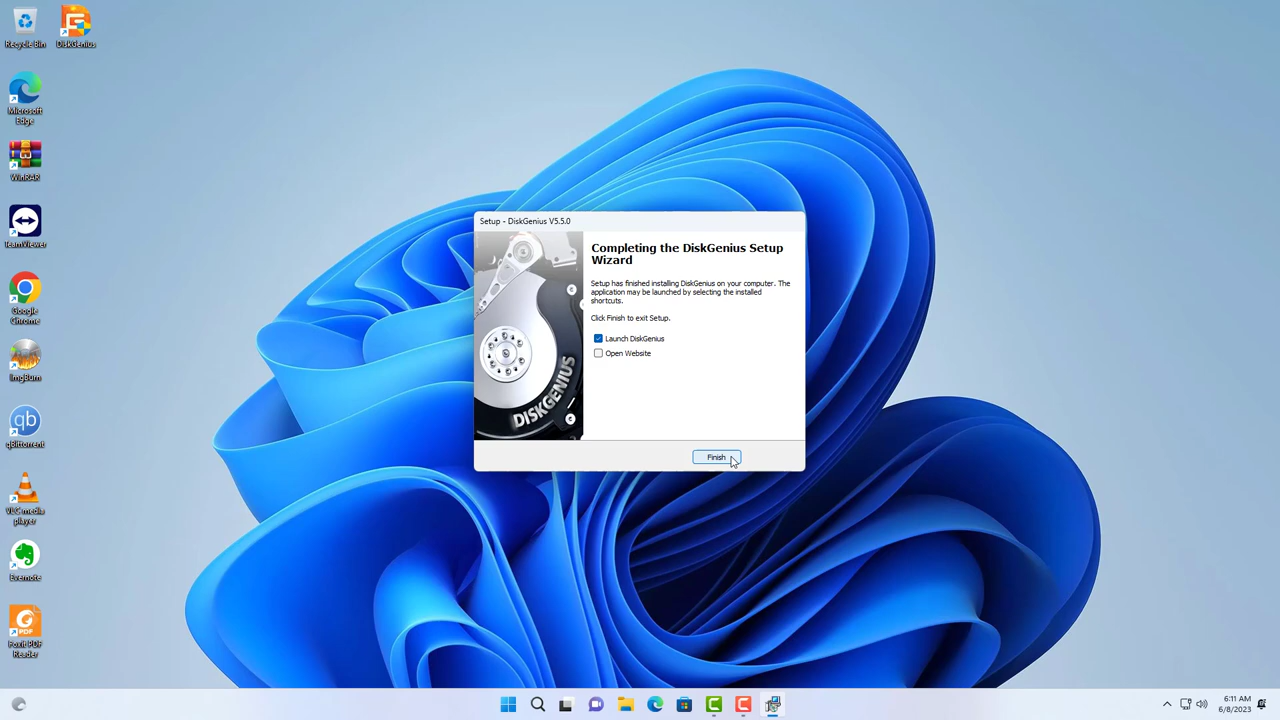 Recycle Bin
DiskGenius
Microsoft
Edge
WinRAR
TeamViewer
Google
Chrome
ImgBurn
qb
qBittorrent
VLC media
player
Evernote
PDF
Foxit PDF
Reader
Setup - DiskGenius V5.5.0
DISKGENIUS
Completing the DiskGenius Setup
Wizard
Setup has finished installing DiskGenius on your computer. The
application may be launched by selecting the installed
shortcuts.
Click Finish to exit Setup.
Launch DiskGenius
Open Website
Finish
6:11 AM
6/8/2023